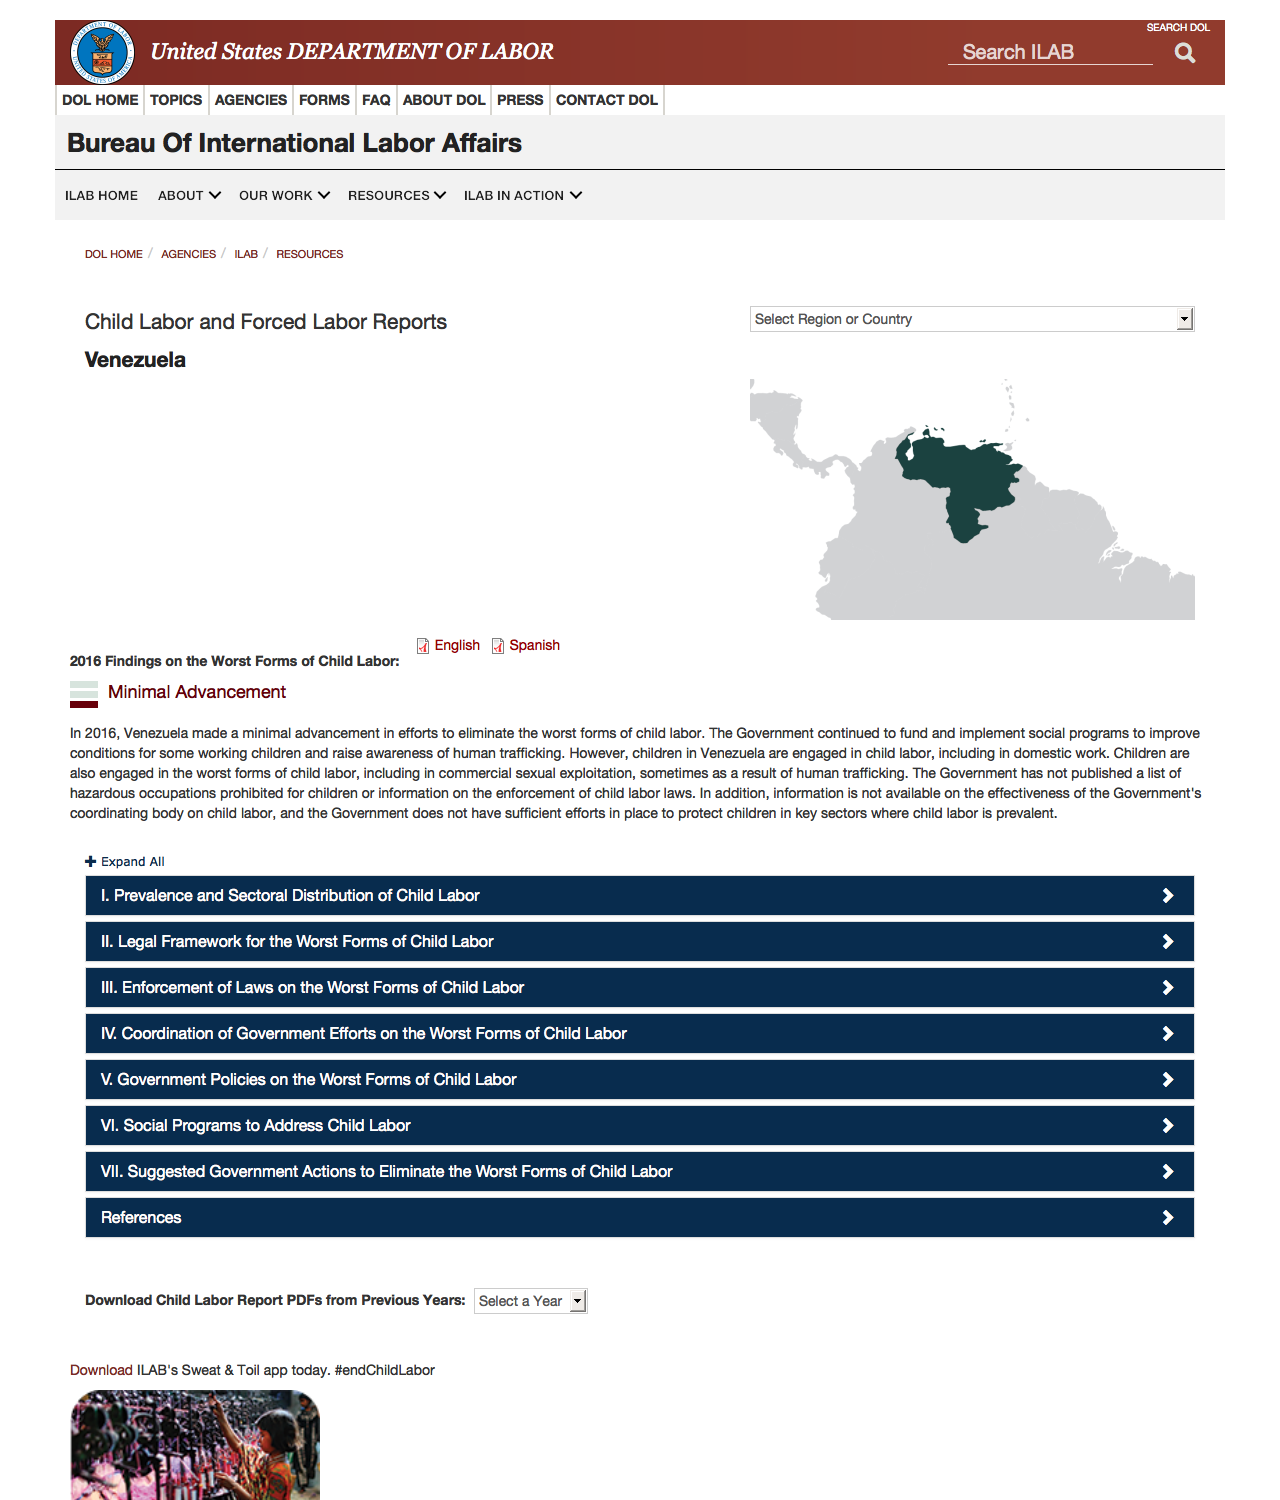 SEARCH DOL
United States DEPARTMENT OF LABOR
Search ILAB
DOL HOME TOPICS AGENCIES FORMS FAQ ABOUT DOL PRESS CONTACT DOL
Bureau Of International Labor Affairs
ILAB HOME ABOUT OUR WORK RESOURCES ILAB IN ACTION
DOL HOME / AGENCIES / ILAB / RESOURCES
Child Labor and Forced Labor Reports
Select Region or Country
Venezuela
English Spanish
2016 Findings on the Worst Forms of Child Labor:
Minimal Advancement
In 2016, Venezuela made a minimal advancement in efforts to eliminate the worst forms of child labor. The Government continued to fund and implement social programs to improve
conditions for some working children and raise awareness of human trafficking. However, children in Venezuela are engaged in child labor, including in domestic work. Children are
also engaged in the worst forms of child labor, including in commercial sexual exploitation, sometimes as a result of human trafficking. The Government has not published a list of
hazardous occupations prohibited for children or information on the enforcement of child labor laws. In addition, information is not available on the effectiveness of the Government's
coordinating body on child labor, and the Government does not have sufficient efforts in place to protect children in key sectors where child labor is prevalent.
Expand All
I. Prevalence and Sectoral Distribution of Child Labor
II. Legal Framework for the Worst Forms of Child Labor
III. Enforcement of Laws on the Worst Forms of Child Labor
IV. Coordination of Government Efforts on the Worst Forms of Child Labor
V. Government Policies on the Worst Forms of Child Labor
VI. Social Programs to Address Child Labor
VII. Suggested Government Actions to Eliminate the Worst Forms of Child Labor
References
Download Child Labor Report PDFs from Previous Years: Select a Year
Download ILAB's Sweat & Toil app today. #endChildLabor